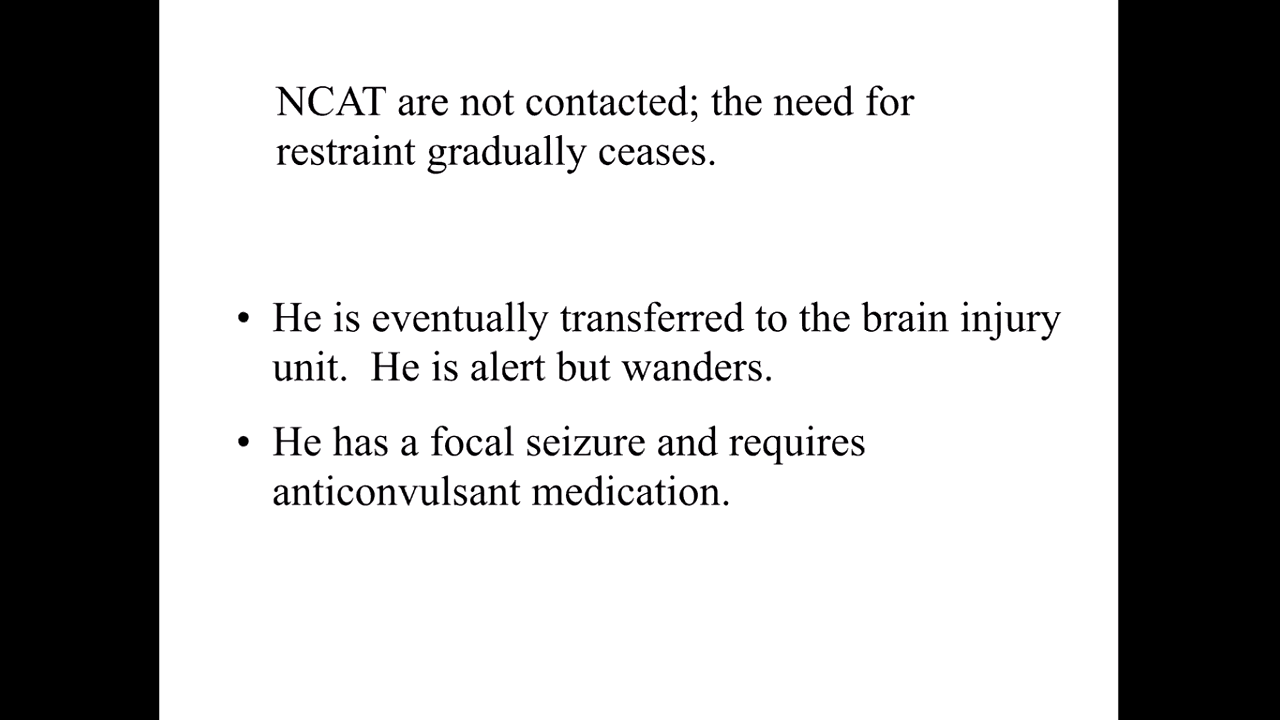 NCAT are not contacted; the need for
restraint gradually ceases.
• He is eventually transferred to the brain injury
unit.  He is alert but wanders.
• He has a focal seizure and requires
anticonvulsant medication.